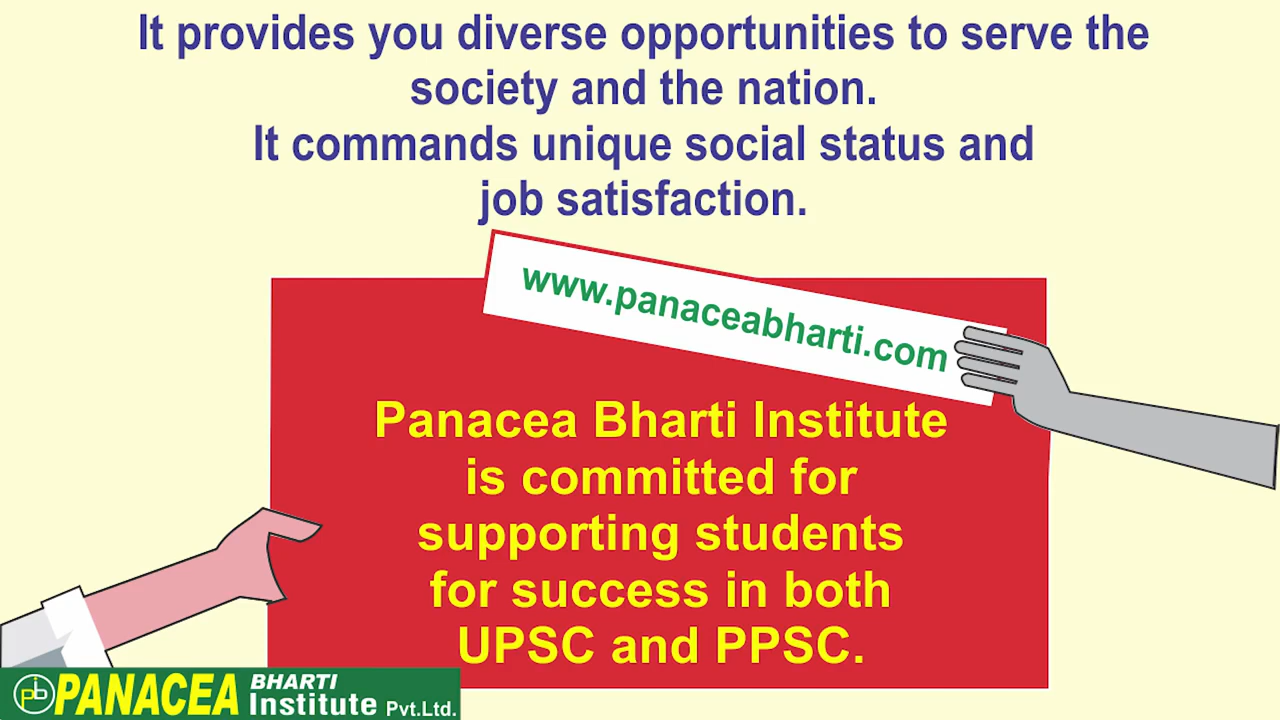 It provides you diverse opportunities to serve the
society and the nation.
It commands unique social status and
job satisfaction.
www.panaceabharti.com
Panacea Bharti Institute
is committed for
supporting students
for success in both
UPSC and PPSC.
pb PANACEA BHARTI
Institute Pvt.Ltd.